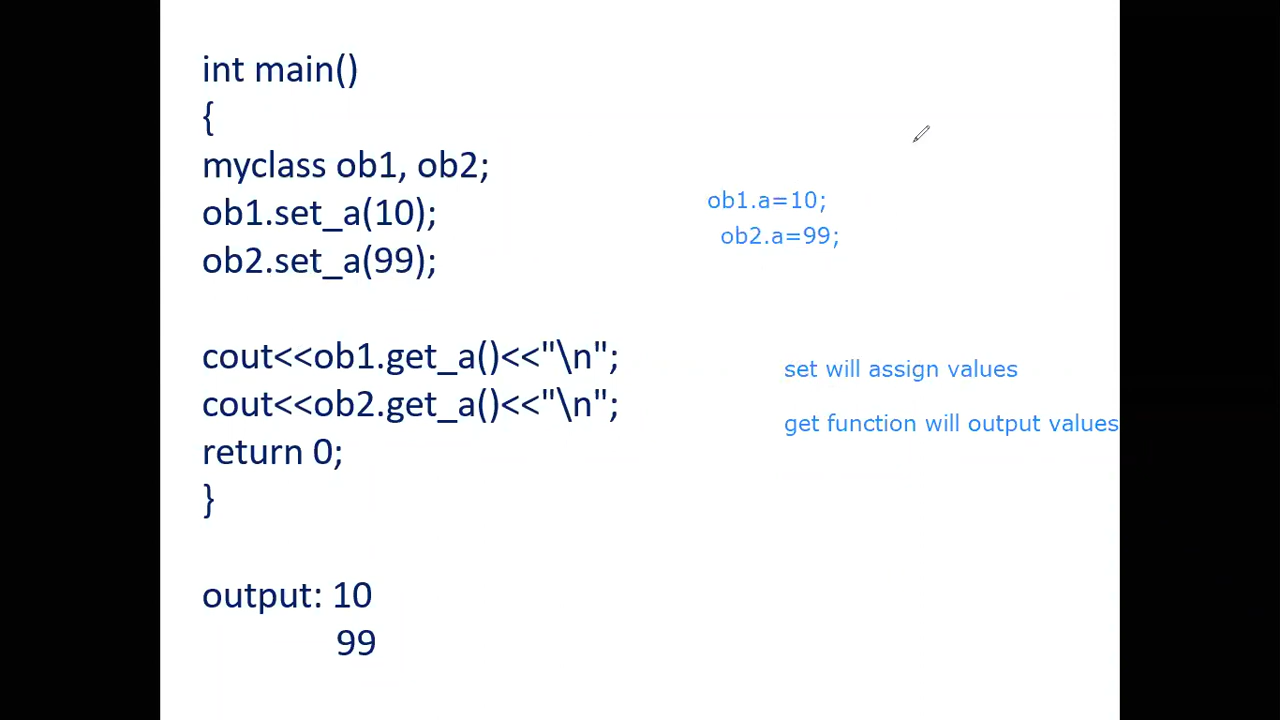 int main()
{
myclass ob1, ob2;
ob1.set_a(10);
ob1.a=10;
ob2.a=99;
ob2.set_a(99);
cout<<ob1.get_a()<<"\n";
set will assign values
cout<<ob2.get_a()<<"\n";
get function will output values
return 0;
}
output: 10
99